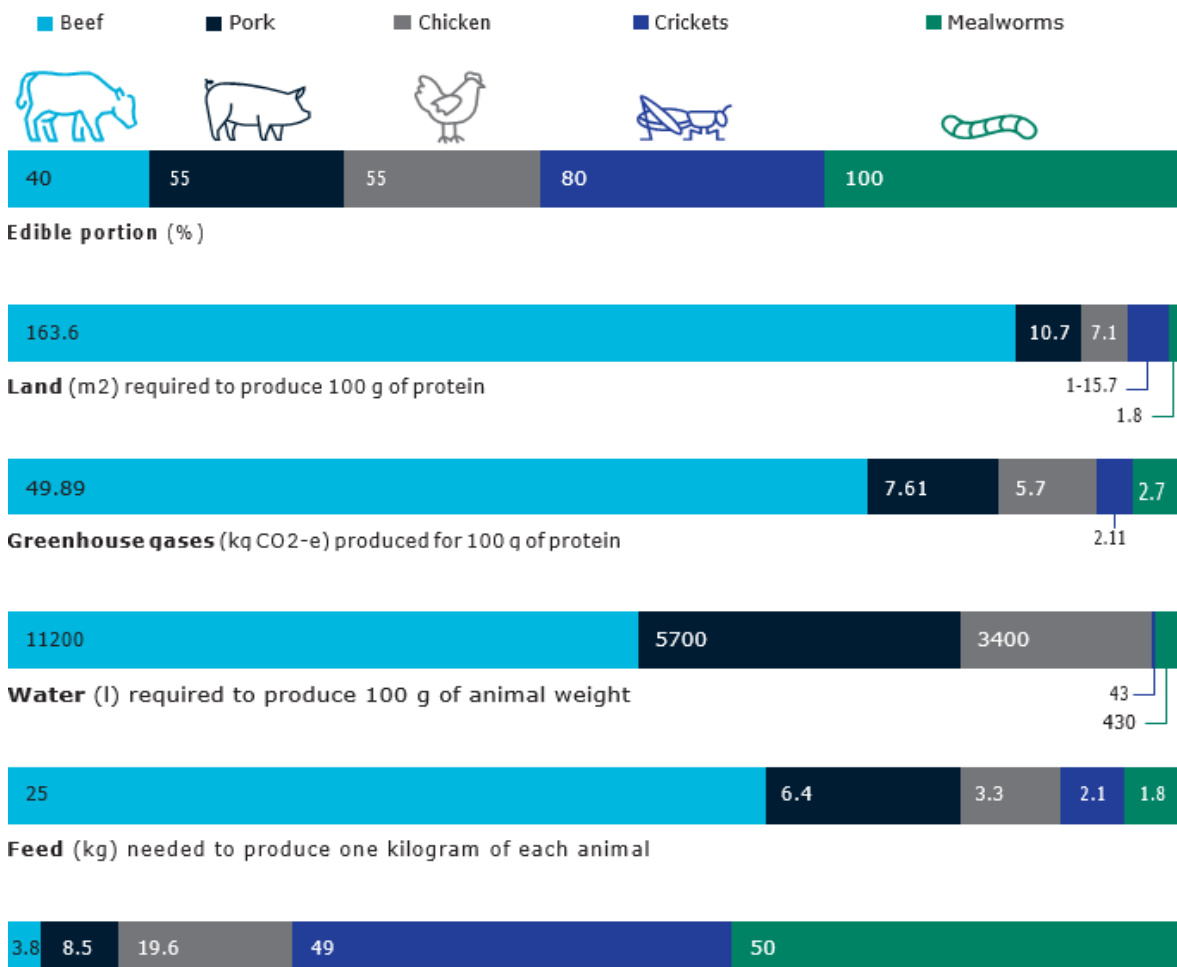 Beef Pork Chicken Crickets Mealworms
40 55 55 80 100
Edible portion (%)
163.6 10.7 7.1
Land (m2) required to produce 100 g of protein
1-15.7
1.8
49.89 7.61 5.7 2.7
Greenhouse gases (kg CO2-e) produced for 100 g of protein
2.11
11200 5700 3400
Water (l) required to produce 100 g of animal weight
43
430
25 6.4 3.3 2.1 1.8
Feed (kg) needed to produce one kilogram of each animal
3.8 8.5 19.6 49 50